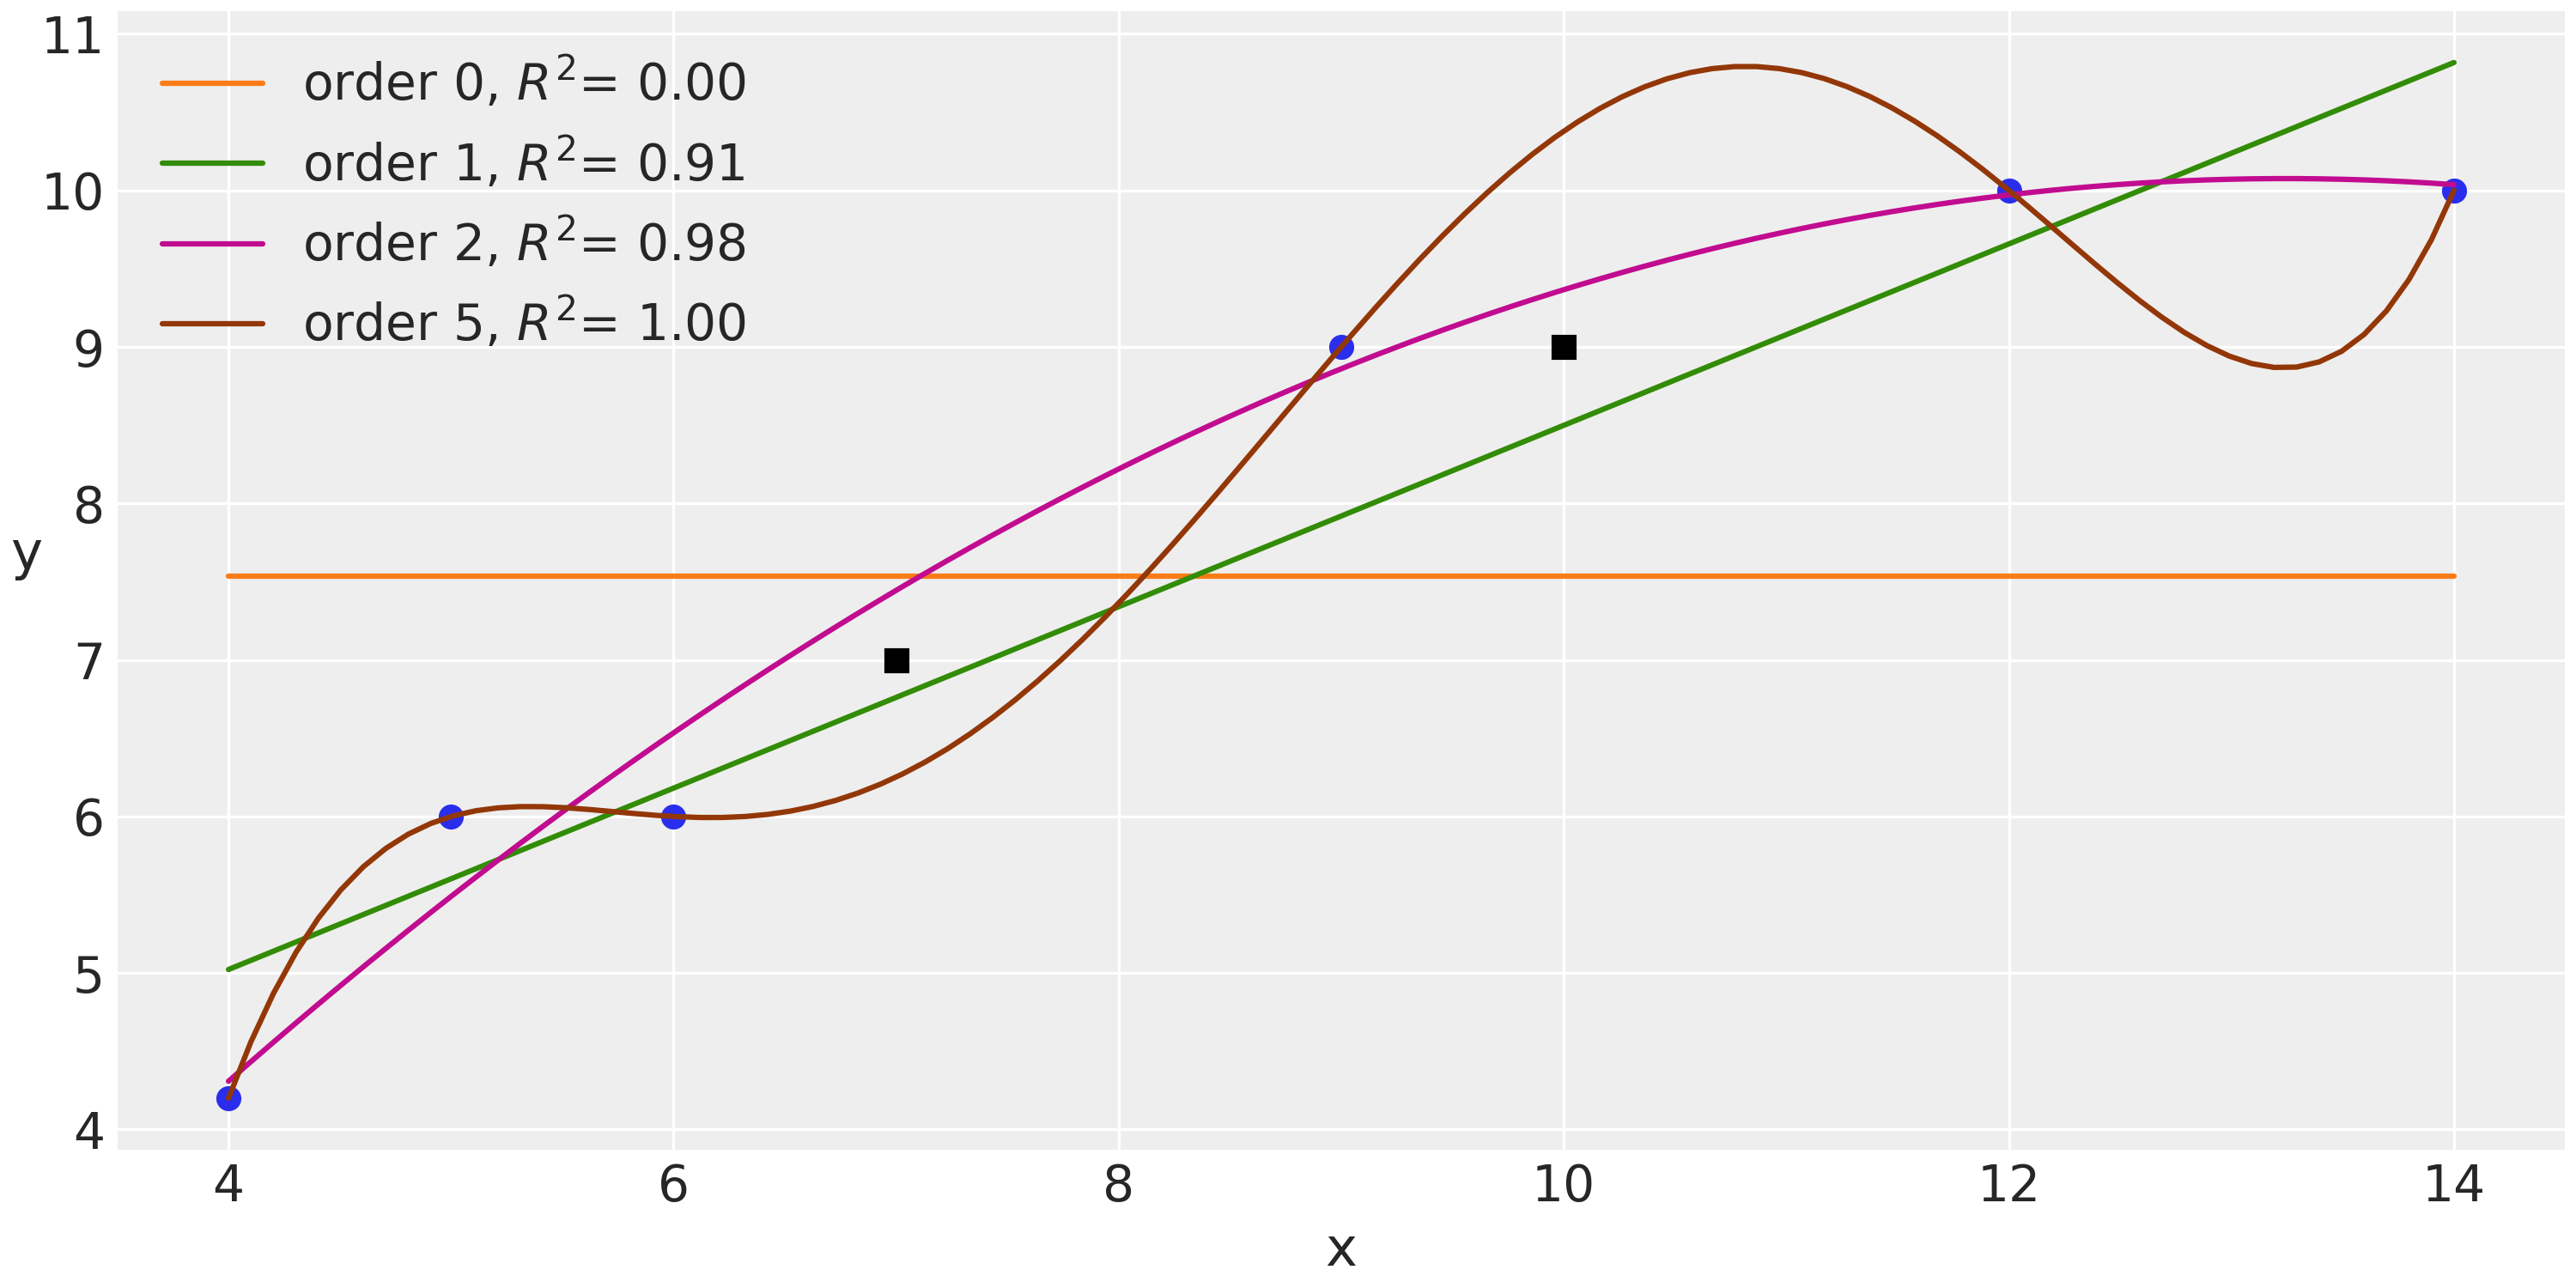 order 0, R²= 0.00
order 1, R²= 0.91
order 2, R²= 0.98
order 5, R²= 1.00
11
10
9
8
7
6
5
4
y
4 6 8 10 12 14
x